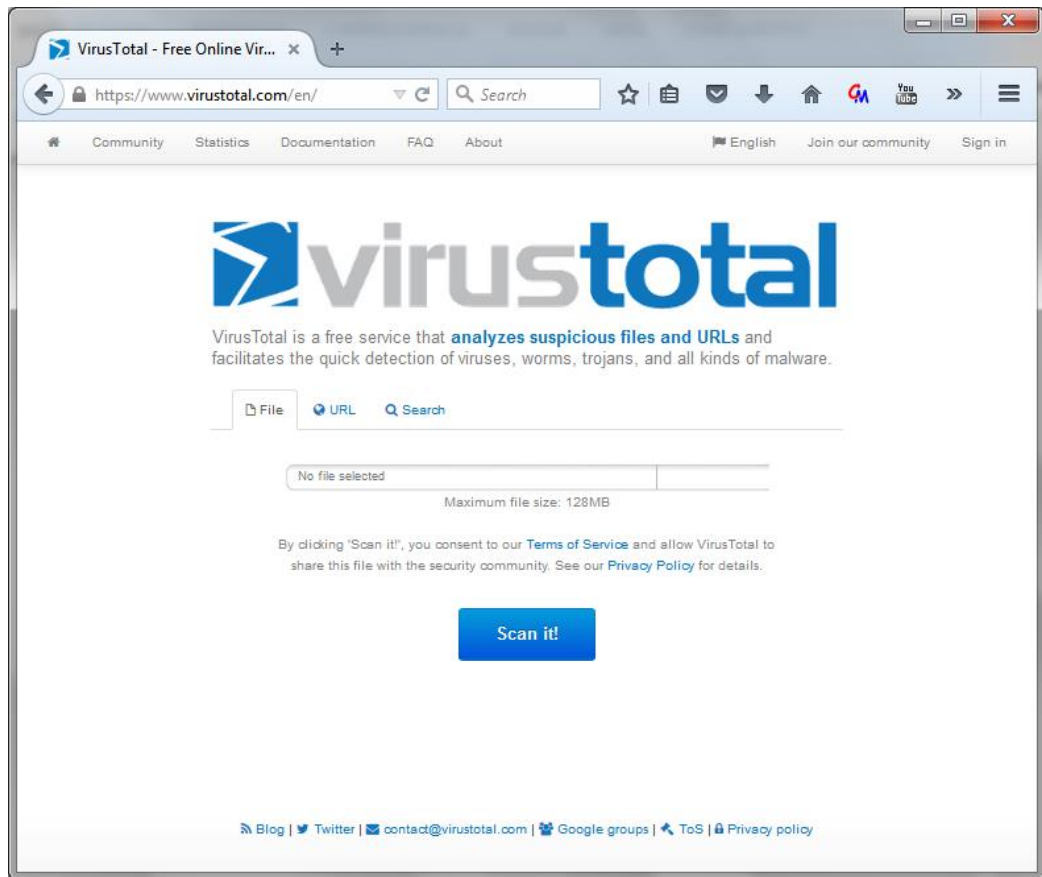 VirusTotal - Free Online Vir...
https://www.virustotal.com/en/
Search
GM
You Tube
Community Statistics Documentation FAQ About English Join our community Sign in
virustotal
VirusTotal is a free service that analyzes suspicious files and URLs and
facilitates the quick detection of viruses, worms, trojans, and all kinds of malware.
File URL Search
No file selected
Maximum file size: 128MB
By clicking 'Scan it!', you consent to our Terms of Service and allow VirusTotal to
share this file with the security community. See our Privacy Policy for details.
Scan it!
Blog | Twitter | contact@virustotal.com | Google groups | ToS | Privacy policy